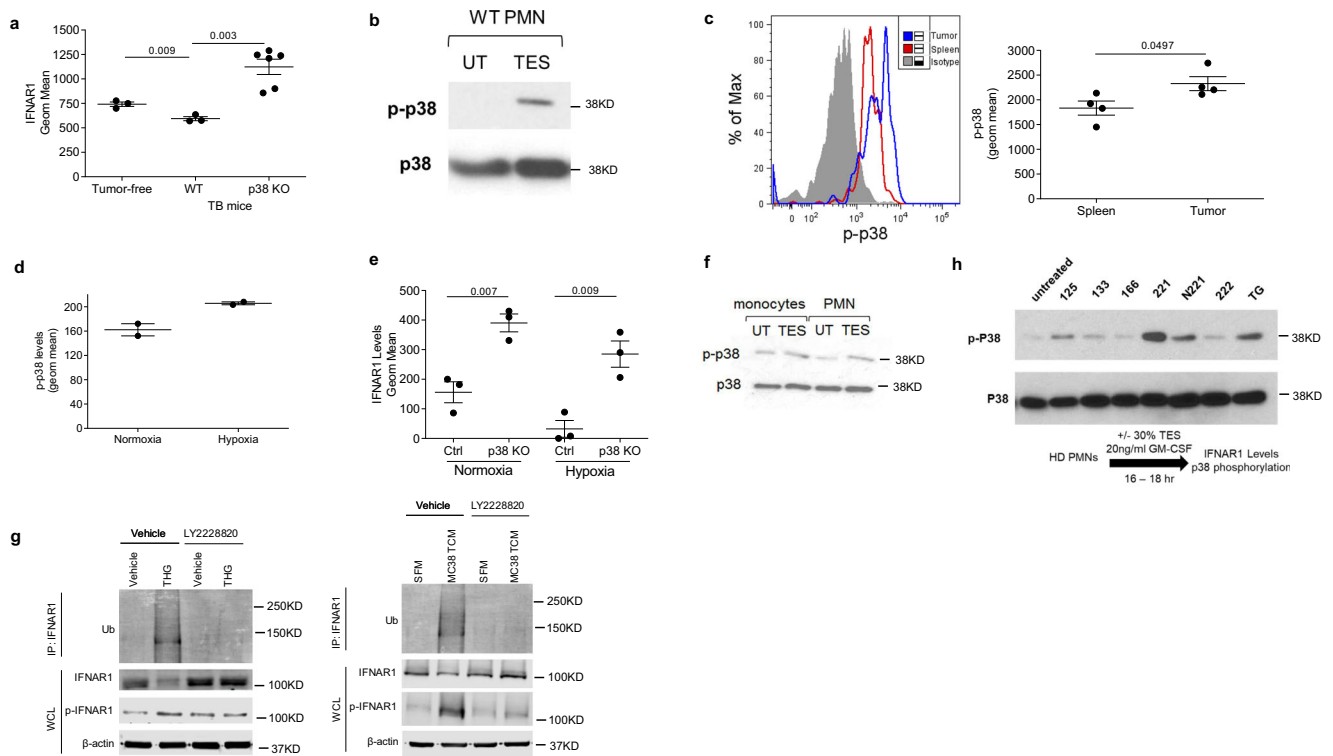 a
1500
1250
1000
750
500
250
0
IFNAR1
Geom Mean
0.009
0.003
Tumor-free
WT
p38 KO
TB mice
b
WT PMN
UT TES
p-p38
38KD
p38
38KD
c
% of Max
100
80
60
40
20
0
0 10² 10³ 10⁴ 10⁵
p-p38
Tumor
Spleen
Isotype
p-p38
(geom mean)
3000
2500
2000
1500
1000
500
0
0.0497
Spleen
Tumor
d
p-p38 levels
(geom mean)
200
160
120
80
40
0
Normoxia
Hypoxia
e
IFNAR1 Levels
Geom Mean
500
400
300
200
100
0
0.007
0.009
Ctrl p38 KO Ctrl p38 KO
Normoxia Hypoxia
f
monocytes PMN
UT TES UT TES
p-p38
38KD
p38
38KD
h
untreated 125 133 166 221 N221 222 TG
p-P38
38KD
P38
38KD
HD PMNs
+/- 30% TES
20ng/ml GM-CSF
16 – 18 hr
IFNAR1 Levels
p38 phosphorylation
g
Vehicle LY2228820
Vehicle THG Vehicle THG
IP: IFNAR1
Ub
250KD
150KD
WCL
IFNAR1
100KD
p-IFNAR1
100KD
β-actin
37KD
Vehicle LY2228820
SFM MC38 TCM SFM MC38 TCM
IP: IFNAR1
Ub
250KD
150KD
WCL
IFNAR1
100KD
p-IFNAR1
100KD
β-actin
37KD